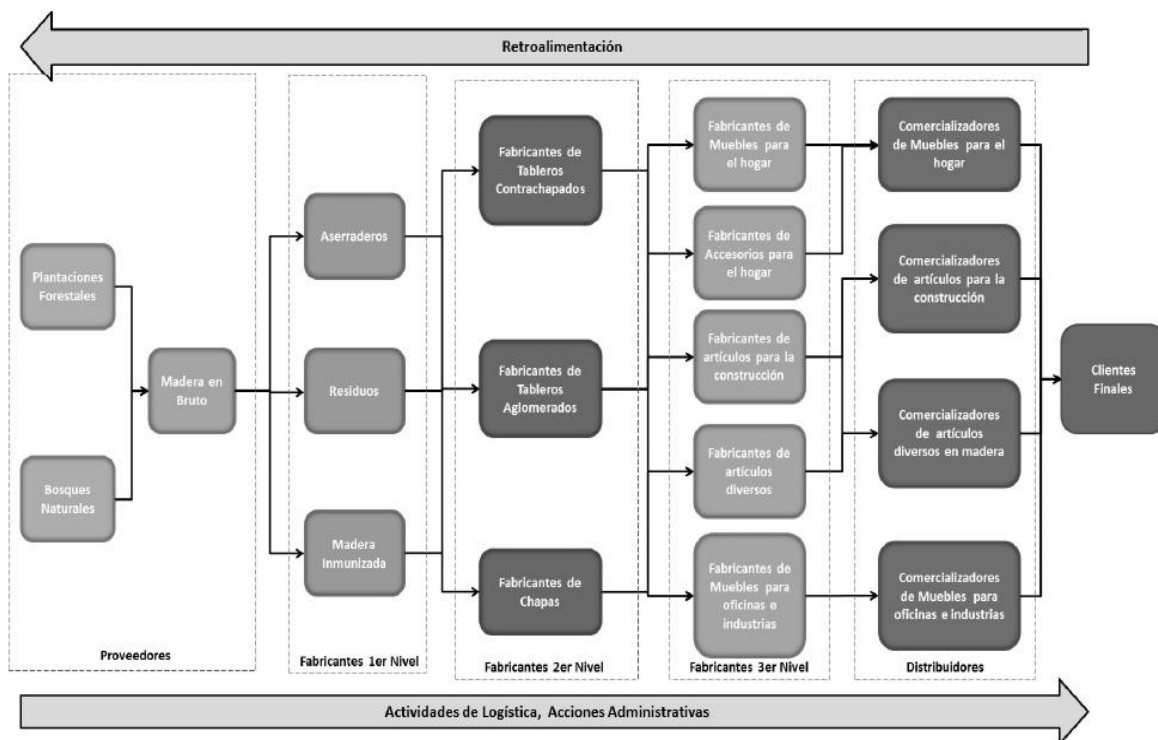 Retroalimentación
Plantaciones
Forestales
Bosques
Naturales
Madera en
Bruto
Proveedores
Aserraderos
Residuos
Madera
Inmunizada
Fabricantes 1er Nivel
Fabricantes de
Tableros
Contrachapados
Fabricantes de
Tableros
Aglomerados
Fabricantes de
Chapas
Fabricantes 2er Nivel
Fabricantes de
Muebles para
el hogar
Fabricantes de
Accesorios para
el hogar
Fabricantes de
artículos para la
construcción
Fabricantes de
artículos
diversos
Fabricantes de
Muebles para
oficinas e
industrias
Fabricantes 3er Nivel
Comercializadores
de Muebles para el
hogar
Comercializadores
de artículos para la
construcción
Comercializadores
de artículos
diversos en madera
Comercializadores
de Muebles para
oficinas e industrias
Distribuidores
Clientes
Finales
Actividades de Logística, Acciones Administrativas